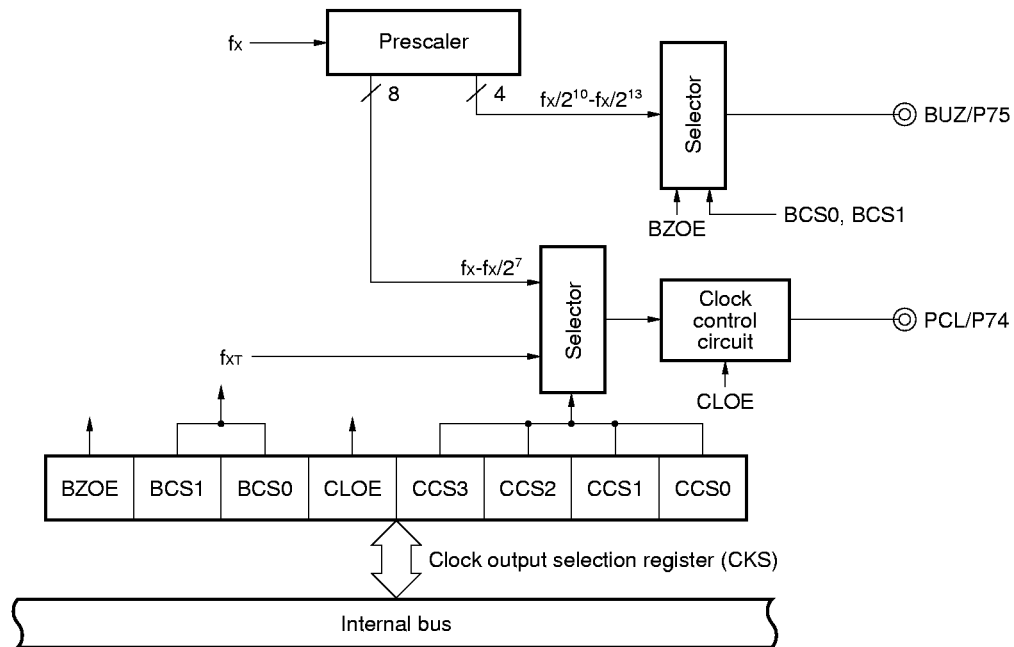 fX
Prescaler
8
4
fX/2¹⁰-fX/2¹³
Selector
BUZ/P75
BZOE
BCS0, BCS1
fX-fX/2⁷
Selector
Clock
control
circuit
PCL/P74
fXT
CLOE
BZOE BCS1 BCS0 CLOE CCS3 CCS2 CCS1 CCS0
Clock output selection register (CKS)
Internal bus